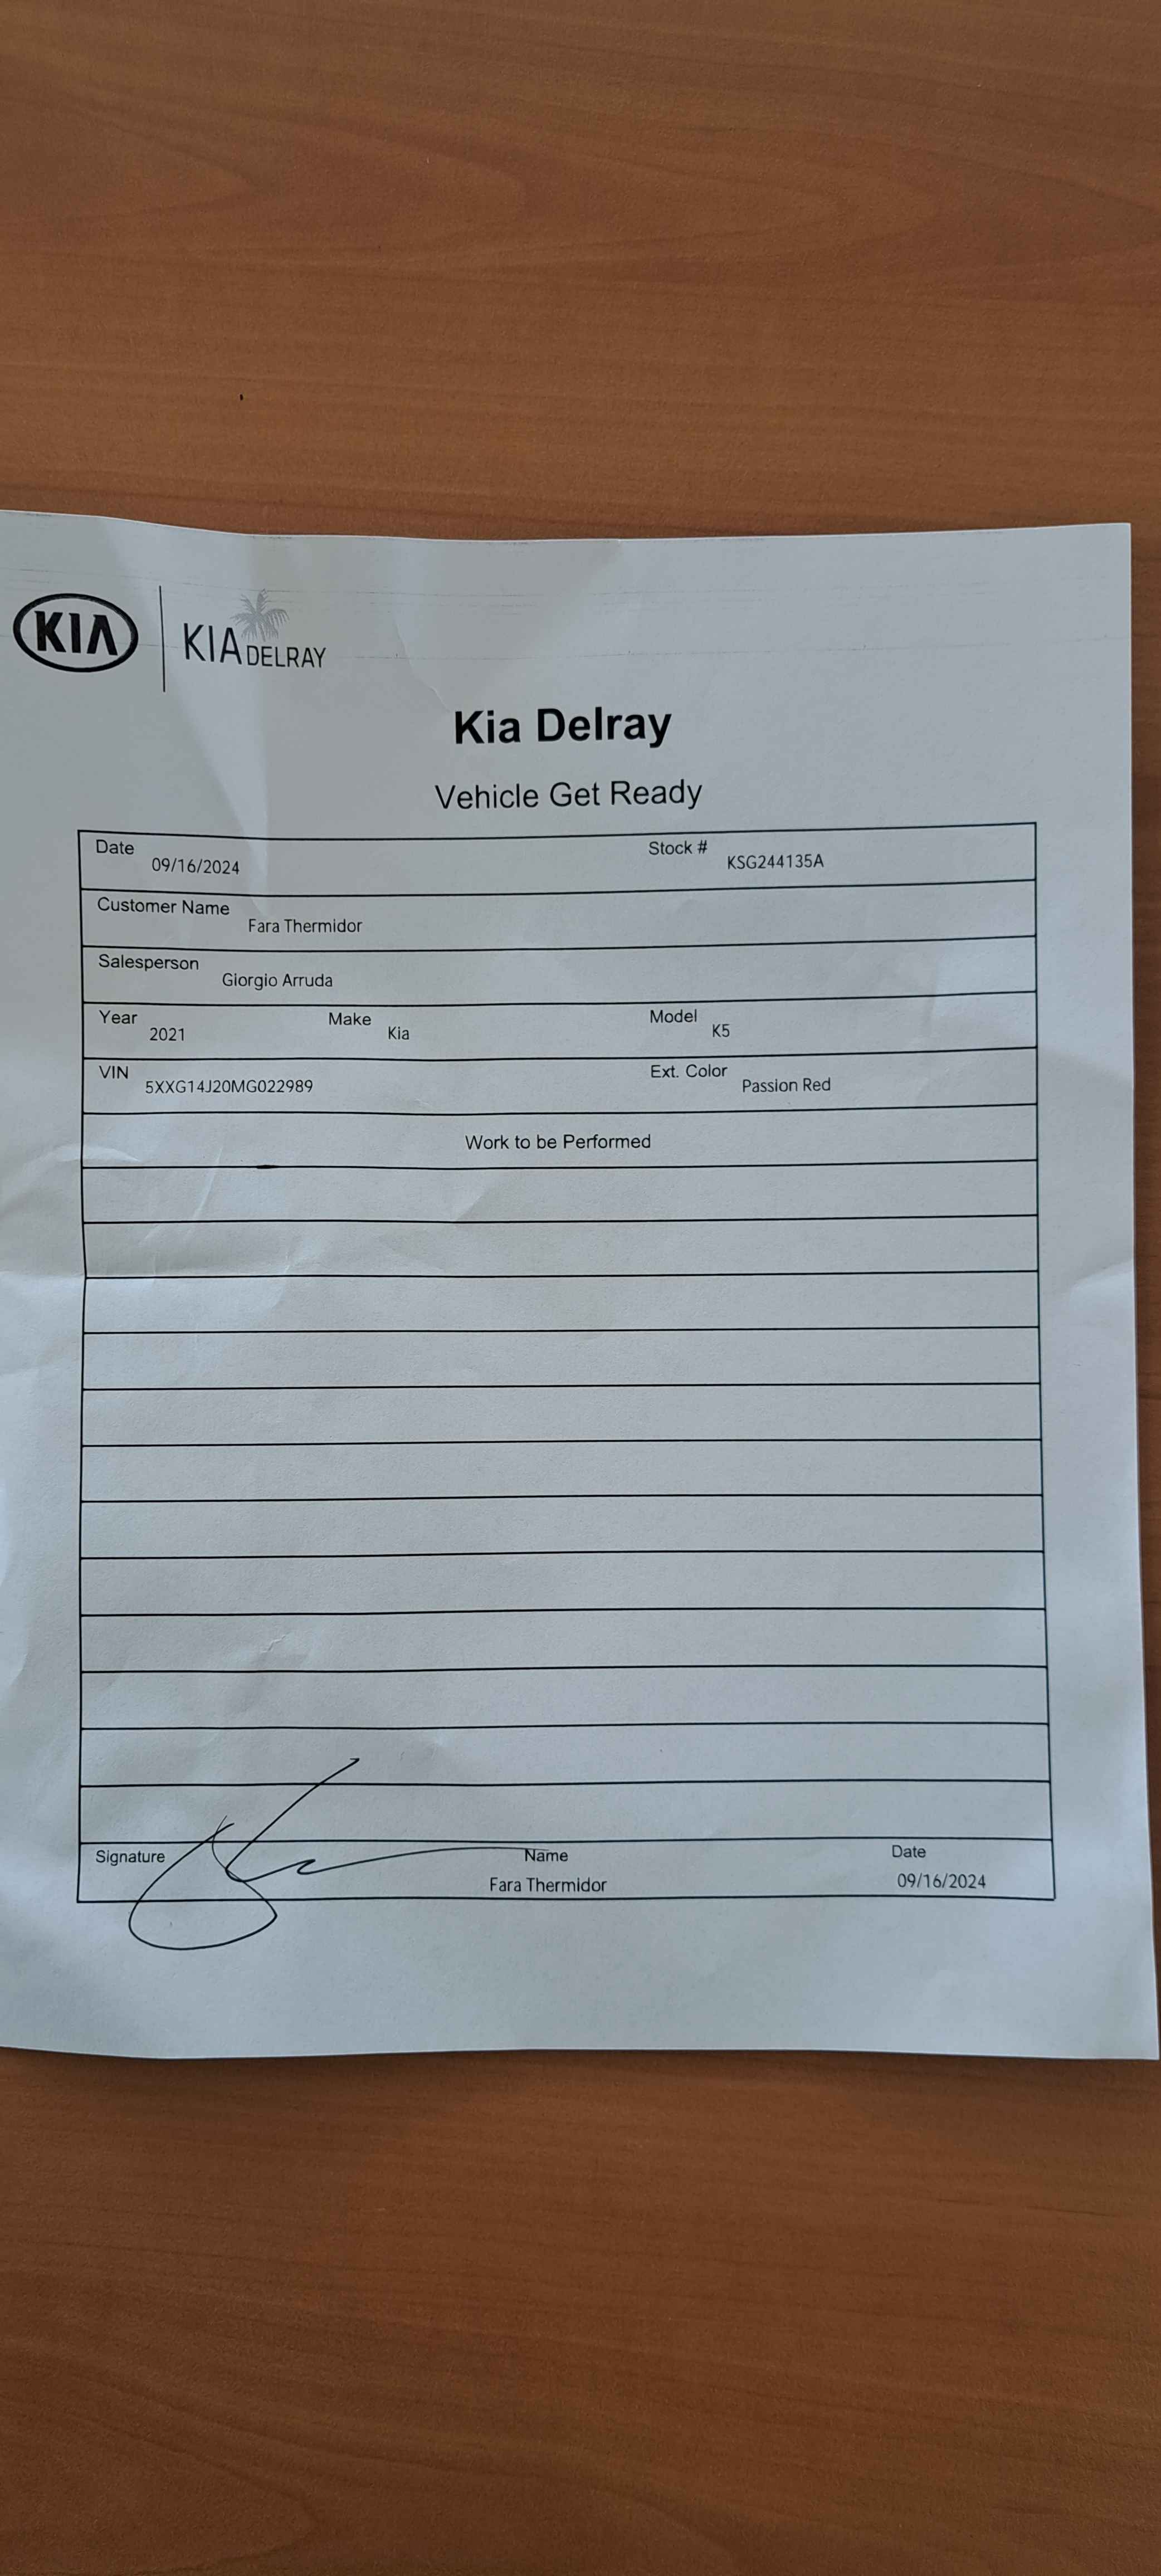 KIA KIA DELRAY
Kia Delray
Vehicle Get Ready
Date 09/16/2024 Stock # KSG244135A
Customer Name Fara Thermidor
Salesperson Giorgio Arruda
Year 2021 Make Kia Model K5
VIN 5XXG14J20MG022989 Ext. Color Passion Red
Work to be Performed
Signature Name Date
Fara Thermidor 09/16/2024